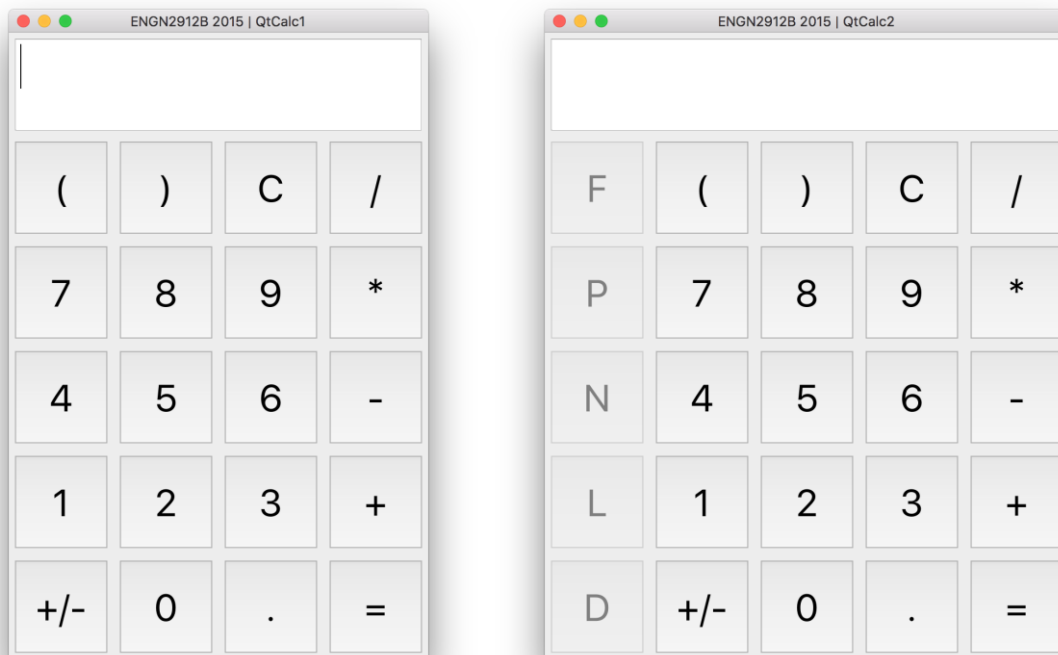 ENGN2912B 2015 | QtCalc1
( ) C /
7 8 9 *
4 5 6 -
1 2 3 +
+/- 0 . =
ENGN2912B 2015 | QtCalc2
F ( ) C /
P 7 8 9 *
N 4 5 6 -
L 1 2 3 +
D +/- 0 . =